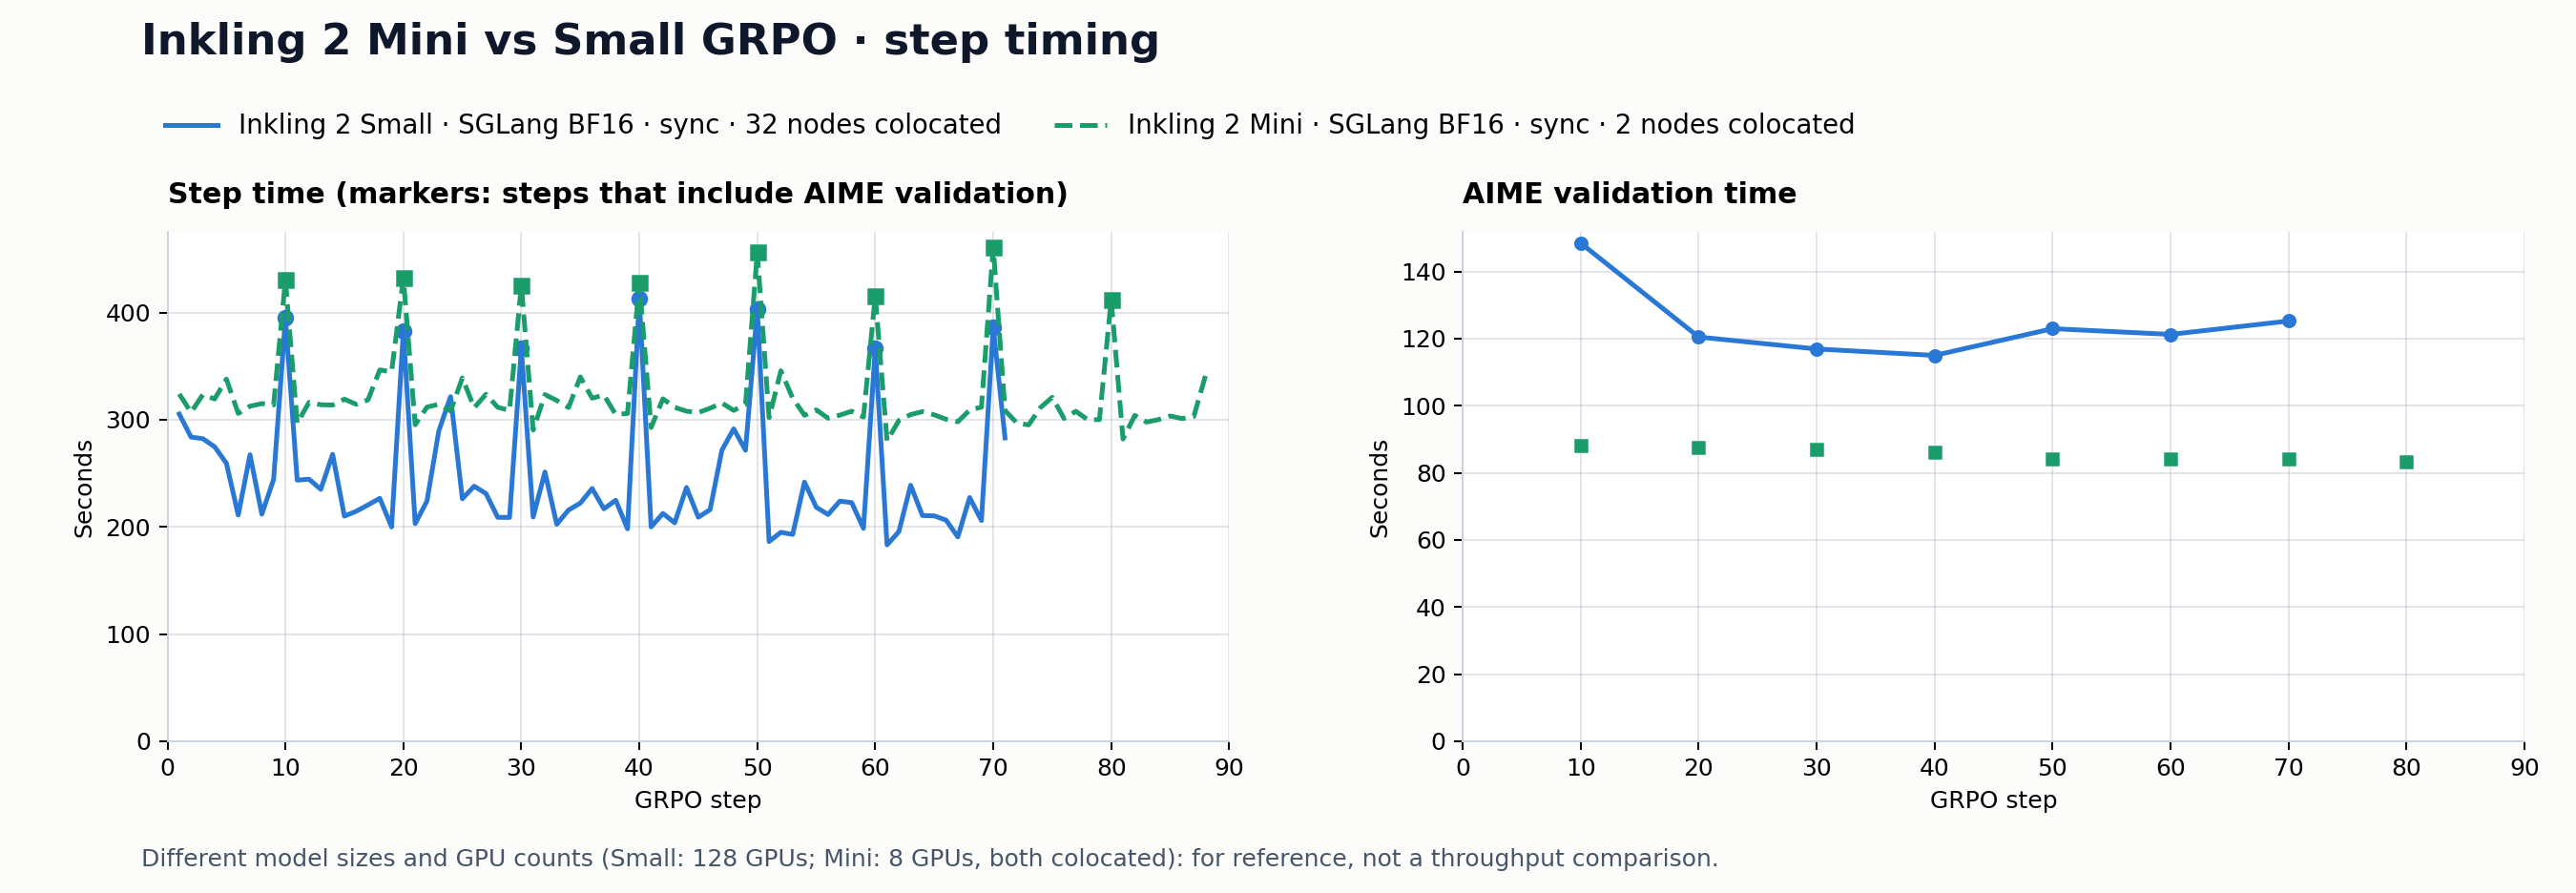 Inkling 2 Mini vs Small GRPO · step timing
Inkling 2 Small · SGLang BF16 · sync · 32 nodes colocated
Inkling 2 Mini · SGLang BF16 · sync · 2 nodes colocated
Step time (markers: steps that include AIME validation)
400
300
200
100
0
Seconds
0 10 20 30 40 50 60 70 80 90
GRPO step
AIME validation time
140
120
100
80
60
40
20
0
Seconds
0 10 20 30 40 50 60 70 80 90
GRPO step
Different model sizes and GPU counts (Small: 128 GPUs; Mini: 8 GPUs, both colocated): for reference, not a throughput comparison.